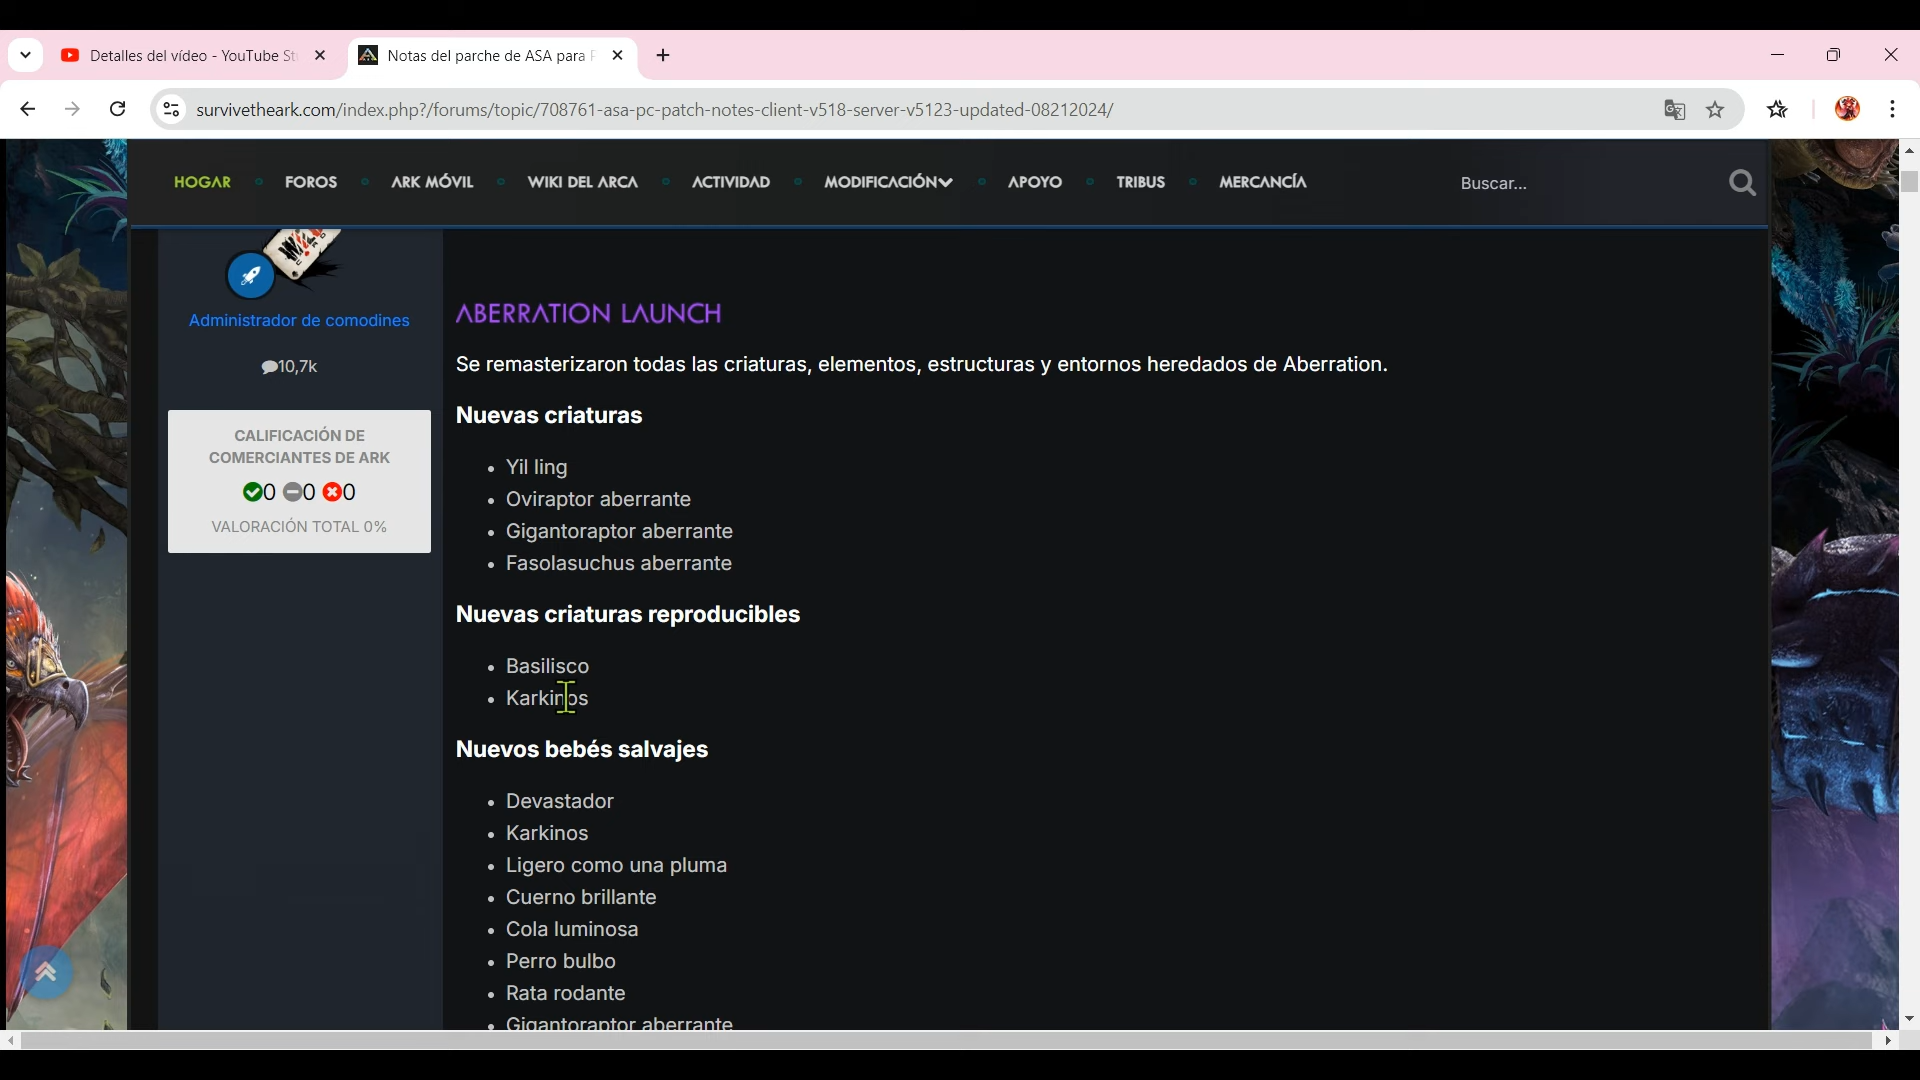 Detalles del vídeo - YouTube St
Notas del parche de ASA para P
survivetheark.com/index.php?/forums/topic/708761-asa-pc-patch-notes-client-v518-server-v5123-updated-08212024/
HOGAR
FOROS
ARK MÓVIL
WIKI DEL ARCA
ACTIVIDAD
MODIFICACIÓN
APOYO
TRIBUS
MERCANCÍA
Buscar...
WILD
CARD
Administrador de comodines
10,7k
CALIFICACIÓN DE
COMERCIANTES DE ARK
0 0 0
VALORACIÓN TOTAL 0%
ABERRATION LAUNCH
Se remasterizaron todas las criaturas, elementos, estructuras y entornos heredados de Aberration.
Nuevas criaturas
• Yil ling
• Oviraptor aberrante
• Gigantoraptor aberrante
• Fasolasuchus aberrante
Nuevas criaturas reproducibles
• Basilisco
• Karkinos
Nuevos bebés salvajes
• Devastador
• Karkinos
• Ligero como una pluma
• Cuerno brillante
• Cola luminosa
• Perro bulbo
• Rata rodante
• Gigantoraptor aberrante